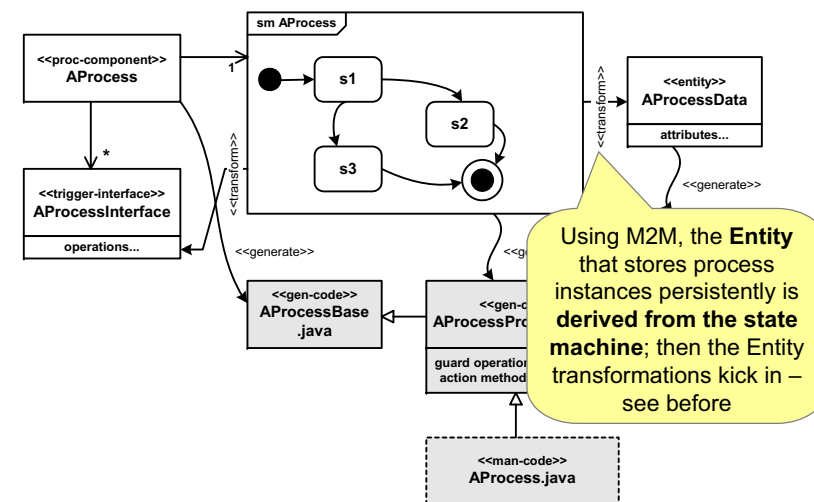 sm AProcess
<<proc-component>>
AProcess
1
*
s1
s2
s3
<<transform>>
<<transform>>
<<entity>>
AProcessData
attributes...
<<trigger-interface>>
AProcessInterface
operations...
<<generate>>
<<generate>>
<<gen-code>>
AProcessBase
.java
guard operation
action method
<<man-code>>
AProcess.java
Using M2M, the Entity
that stores process
instances persistently is
derived from the state
machine; then the Entity
transformations kick in –
see before